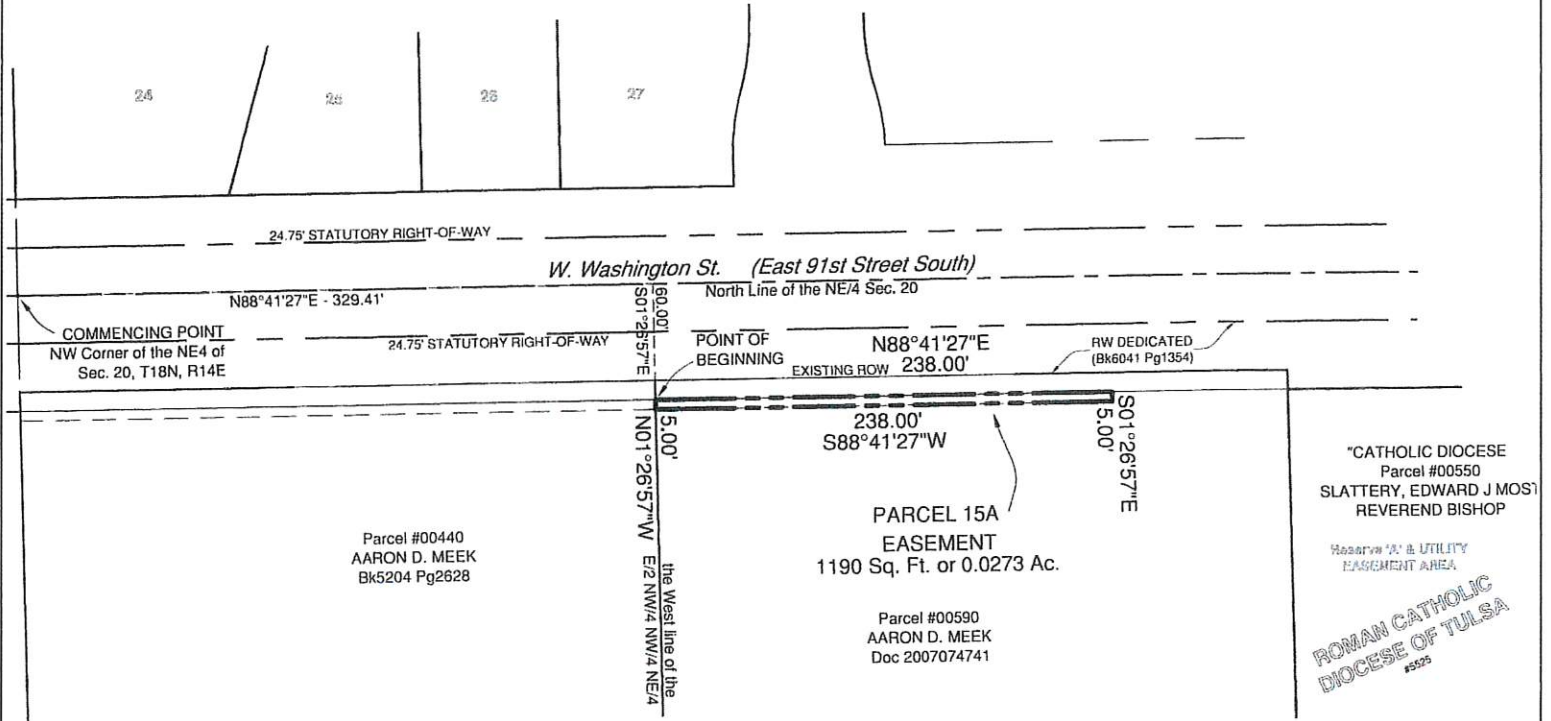 24
26
27
24.75' STATUTORY RIGHT-OF-WAY
W. Washington St. (East 91st Street South)
North Line of the NE/4 Sec. 20
N88°41'27"E - 329.41'
60.00'
S01°26'57"E
COMMENCING POINT
NW Corner of the NE4 of
Sec. 20, T18N, R14E
24.75' STATUTORY RIGHT-OF-WAY
POINT OF
BEGINNING
N88°41'27"E
EXISTING ROW 238.00'
RW DEDICATED
(Bk6041 Pg1354)
5.00'
N01°26'57"W
238.00'
S88°41'27"W
5.00'
S01°26'57"E
PARCEL 15A
EASEMENT
1190 Sq. Ft. or 0.0273 Ac.
Parcel #00440
AARON D. MEEK
Bk5204 Pg2628
the West line of the
E/2 NW/4 NW/4 NE/4
Parcel #00590
AARON D. MEEK
Doc 2007074741
"CATHOLIC DIOCESE
Parcel #00550
SLATTERY, EDWARD J MOST
REVEREND BISHOP
Reserve 'A' & UTILITY
EASEMENT AREA
ROMAN CATHOLIC
DIOCESE OF TULSA
#5525